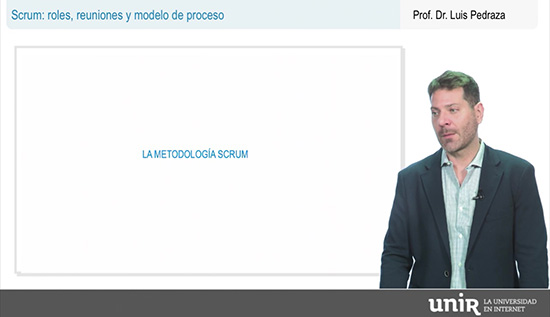 Scrum: roles, reuniones y modelo de proceso
Prof. Dr. Luis Pedraza
LA METODOLOGÍA SCRUM
unir
LA UNIVERSIDAD
EN INTERNET